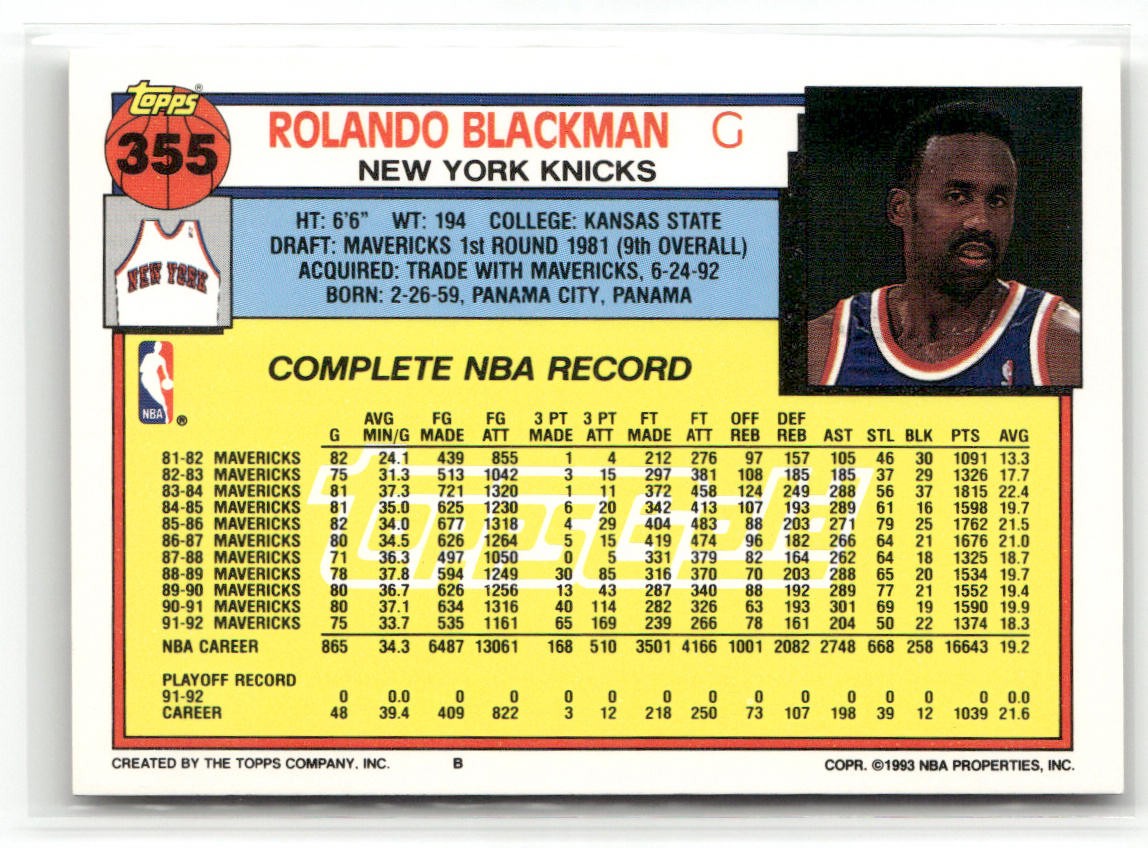 Topps®
355
ROLANDO BLACKMAN G
NEW YORK KNICKS
NEW YORK
HT: 6'6" WT: 194 COLLEGE: KANSAS STATE
DRAFT: MAVERICKS 1st ROUND 1981 (9th OVERALL)
ACQUIRED: TRADE WITH MAVERICKS, 6-24-92
BORN: 2-26-59, PANAMA CITY, PANAMA
NBA ®
COMPLETE NBA RECORD
AVG FG FG 3 PT 3 PT FT FT OFF DEF
G MIN/G MADE ATT MADE ATT MADE ATT REB REB AST STL BLK PTS AVG
81-82 MAVERICKS 82 24.1 439 855 1 4 212 276 97 157 105 46 30 1091 13.3
82-83 MAVERICKS 75 31.3 513 1042 3 15 297 381 108 185 185 37 29 1326 17.7
83-84 MAVERICKS 81 37.3 721 1320 1 11 372 458 124 249 288 56 37 1815 22.4
84-85 MAVERICKS 81 35.0 625 1230 6 20 342 413 107 193 289 61 16 1598 19.7
85-86 MAVERICKS 82 34.0 677 1318 4 29 404 483 88 203 271 79 25 1762 21.5
86-87 MAVERICKS 80 34.5 626 1264 5 15 419 474 96 182 266 64 21 1676 21.0
87-88 MAVERICKS 71 36.3 497 1050 0 5 331 379 82 164 262 64 18 1325 18.7
88-89 MAVERICKS 78 37.8 594 1249 30 85 316 370 70 203 288 65 20 1534 19.7
89-90 MAVERICKS 80 36.7 626 1256 13 43 287 340 88 192 289 77 21 1552 19.4
90-91 MAVERICKS 80 37.1 634 1316 40 114 282 326 63 193 301 69 19 1590 19.9
91-92 MAVERICKS 75 33.7 535 1161 65 169 239 266 78 161 204 50 22 1374 18.3
NBA CAREER 865 34.3 6487 13061 168 510 3501 4166 1001 2082 2748 668 258 16643 19.2
ToppsGold
PLAYOFF RECORD
91-92 0 0.0 0 0 0 0 0 0 0 0 0 0 0 0 0.0
CAREER 48 39.4 409 822 3 12 218 250 73 107 198 39 12 1039 21.6
CREATED BY THE TOPPS COMPANY, INC. B COPR. ©1993 NBA PROPERTIES, INC.